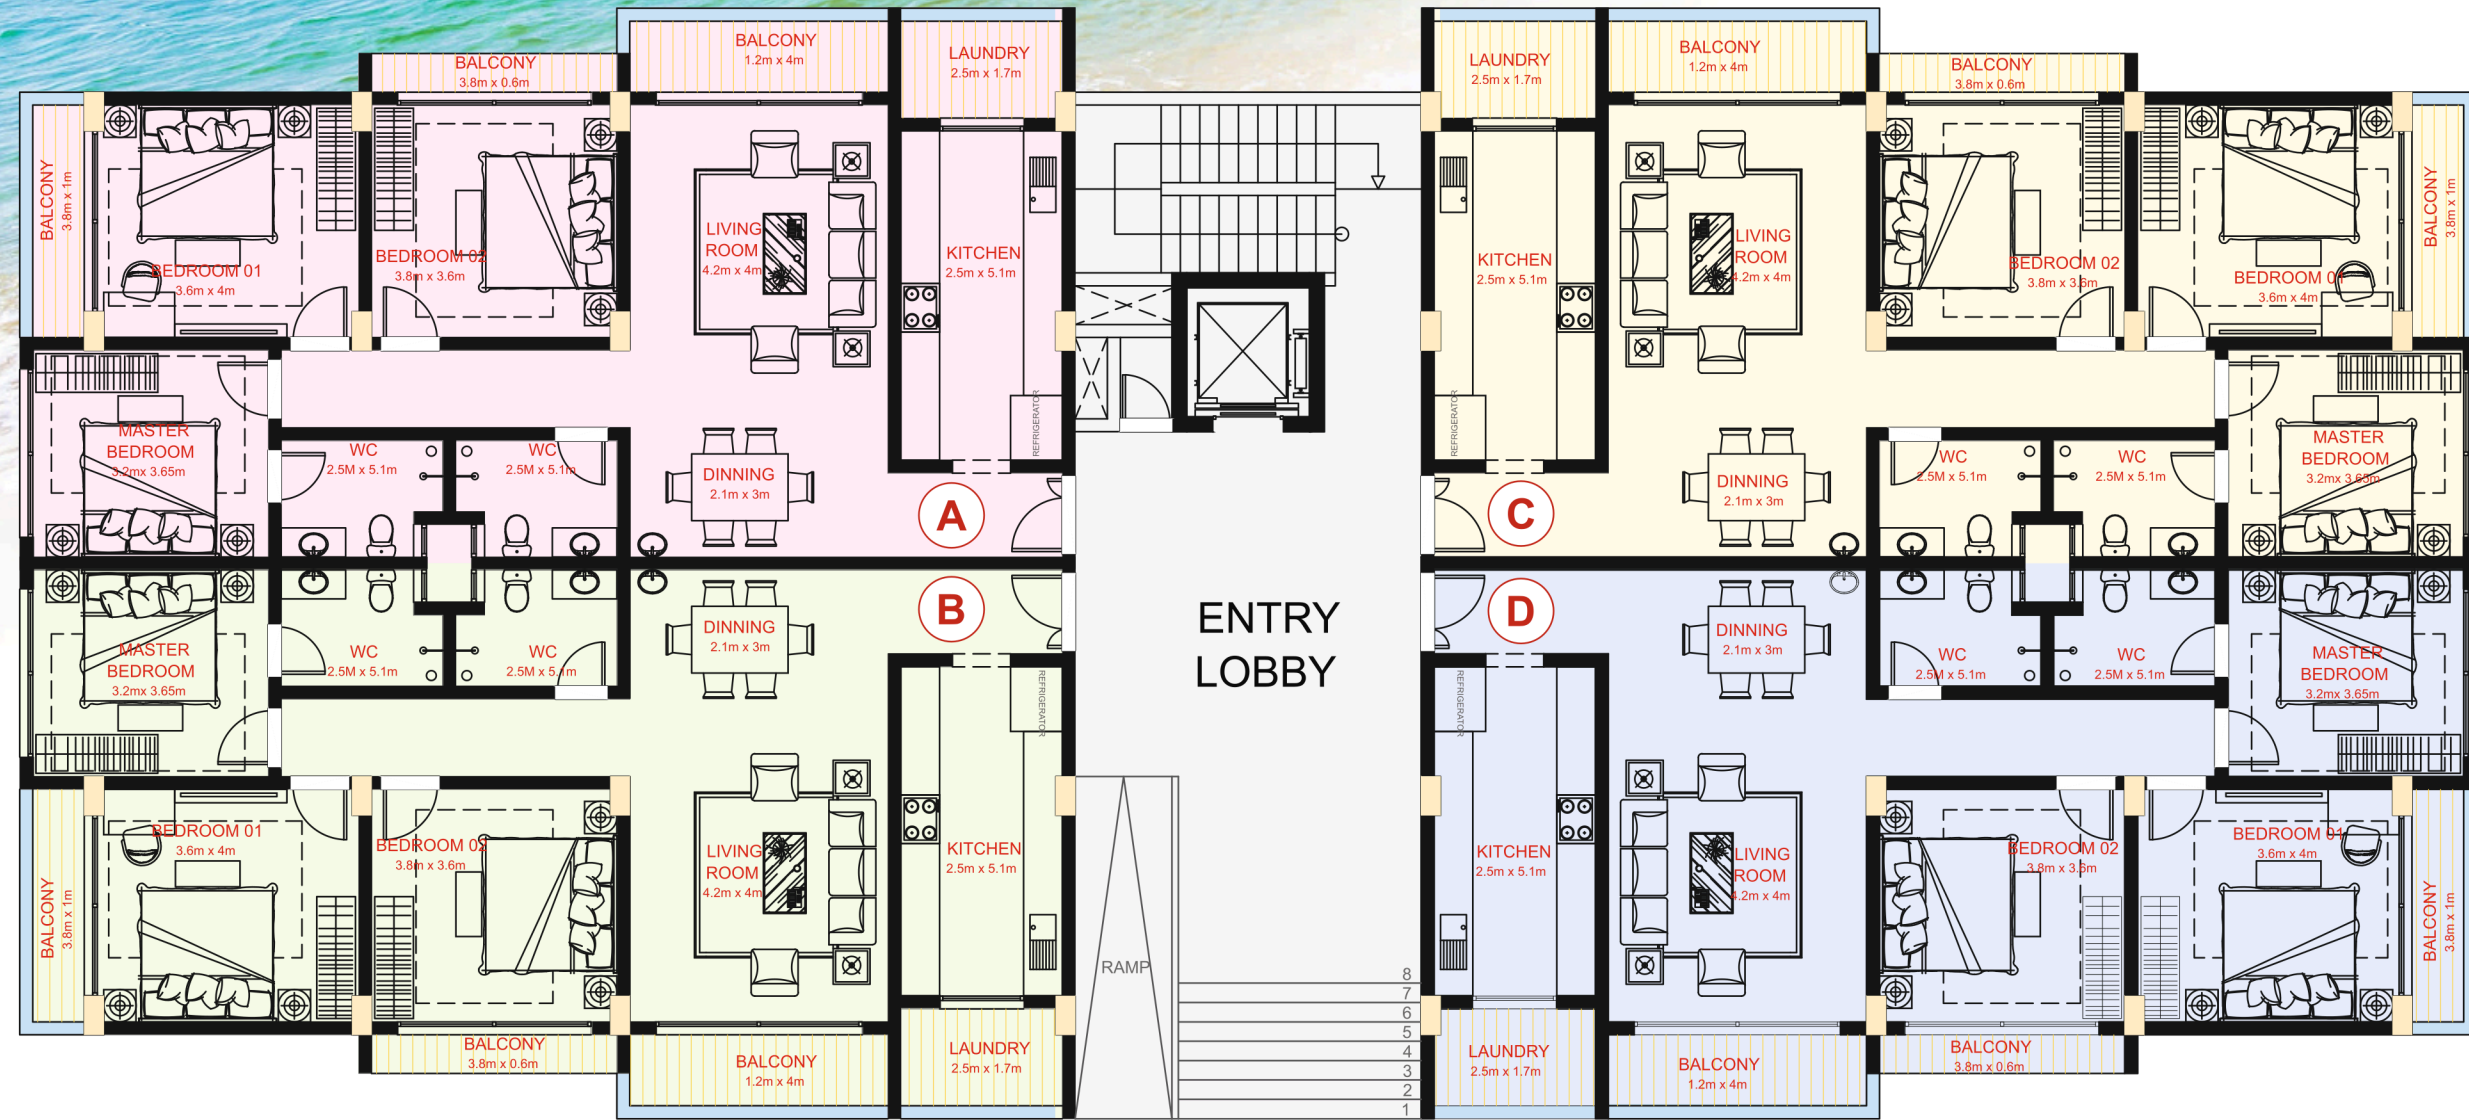 BALCONY
3.8m x 0.6m
BALCONY
1.2m x 4m
LAUNDRY
2.5m x 1.7m
BALCONY
3.8m x 1m
BEDROOM 01
3.6m x 4m
BEDROOM 02
3.8m x 3.6m
LIVING
ROOM
4.2m x 4m
KITCHEN
2.5m x 5.1m
REFRIGERATOR
MASTER
BEDROOM
3.2mx 3.65m
WC
2.5M x 5.1m
WC
2.5M x 5.1m
DINNING
2.1m x 3m
A
LAUNDRY
2.5m x 1.7m
BALCONY
1.2m x 4m
BALCONY
3.8m x 0.6m
KITCHEN
2.5m x 5.1m
REFRIGERATOR
LIVING
ROOM
4.2m x 4m
BEDROOM 02
3.8m x 3.6m
BEDROOM 01
3.6m x 4m
BALCONY
3.8m x 1m
C
DINNING
2.1m x 3m
WC
2.5M x 5.1m
WC
2.5M x 5.1m
MASTER
BEDROOM
3.2mx 3.65m
ENTRY
LOBBY
MASTER
BEDROOM
3.2mx 3.65m
WC
2.5M x 5.1m
WC
2.5M x 5.1m
DINNING
2.1m x 3m
B
REFRIGERATOR
BEDROOM 01
3.6m x 4m
BEDROOM 02
3.8m x 3.6m
LIVING
ROOM
4.2m x 4m
KITCHEN
2.5m x 5.1m
BALCONY
3.8m x 1m
BALCONY
3.8m x 0.6m
BALCONY
1.2m x 4m
LAUNDRY
2.5m x 1.7m
RAMP
8
7
6
5
4
3
2
1
D
DINNING
2.1m x 3m
WC
2.5M x 5.1m
WC
2.5M x 5.1m
MASTER
BEDROOM
3.2mx 3.65m
REFRIGERATOR
KITCHEN
2.5m x 5.1m
LIVING
ROOM
4.2m x 4m
BEDROOM 02
3.8m x 3.6m
BEDROOM 01
3.6m x 4m
BALCONY
3.8m x 1m
LAUNDRY
2.5m x 1.7m
BALCONY
1.2m x 4m
BALCONY
3.8m x 0.6m